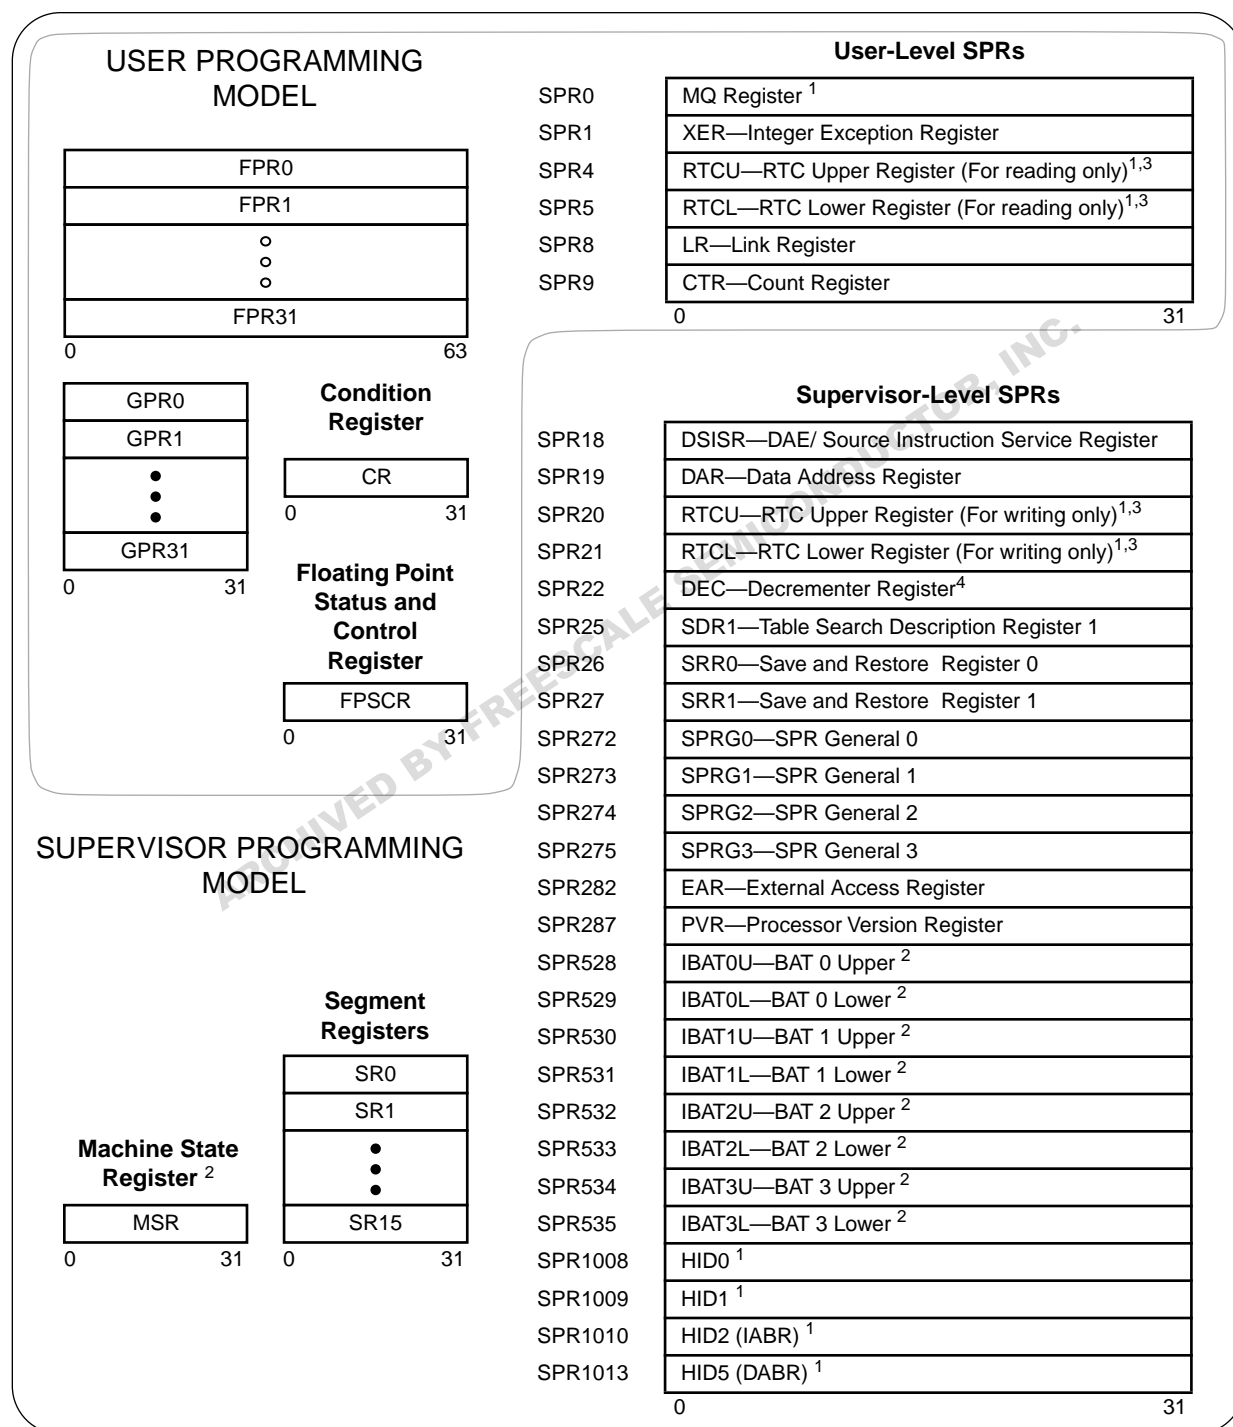 USER PROGRAMMING
MODEL
FPR0
FPR1
FPR31
0 63
GPR0
GPR1
GPR31
0 31
Condition
Register
CR
0 31
Floating Point
Status and
Control
Register
FPSCR
0 31
User-Level SPRs
SPR0 MQ Register 1
SPR1 XER—Integer Exception Register
SPR4 RTCU—RTC Upper Register (For reading only)1,3
SPR5 RTCL—RTC Lower Register (For reading only)1,3
SPR8 LR—Link Register
SPR9 CTR—Count Register
0 31
SUPERVISOR PROGRAMMING
MODEL
Machine State
Register 2
MSR
0 31
Segment
Registers
SR0
SR1
SR15
0 31
Supervisor-Level SPRs
SPR18 DSISR—DAE/ Source Instruction Service Register
SPR19 DAR—Data Address Register
SPR20 RTCU—RTC Upper Register (For writing only)1,3
SPR21 RTCL—RTC Lower Register (For writing only)1,3
SPR22 DEC—Decrementer Register4
SPR25 SDR1—Table Search Description Register 1
SPR26 SRR0—Save and Restore Register 0
SPR27 SRR1—Save and Restore Register 1
SPR272 SPRG0—SPR General 0
SPR273 SPRG1—SPR General 1
SPR274 SPRG2—SPR General 2
SPR275 SPRG3—SPR General 3
SPR282 EAR—External Access Register
SPR287 PVR—Processor Version Register
SPR528 IBAT0U—BAT 0 Upper 2
SPR529 IBAT0L—BAT 0 Lower 2
SPR530 IBAT1U—BAT 1 Upper 2
SPR531 IBAT1L—BAT 1 Lower 2
SPR532 IBAT2U—BAT 2 Upper 2
SPR533 IBAT2L—BAT 2 Lower 2
SPR534 IBAT3U—BAT 3 Upper 2
SPR535 IBAT3L—BAT 3 Lower 2
SPR1008 HID0 1
SPR1009 HID1 1
SPR1010 HID2 (IABR) 1
SPR1013 HID5 (DABR) 1
0 31
ARCHIVED BY FREESCALE SEMICONDUCTOR, INC.